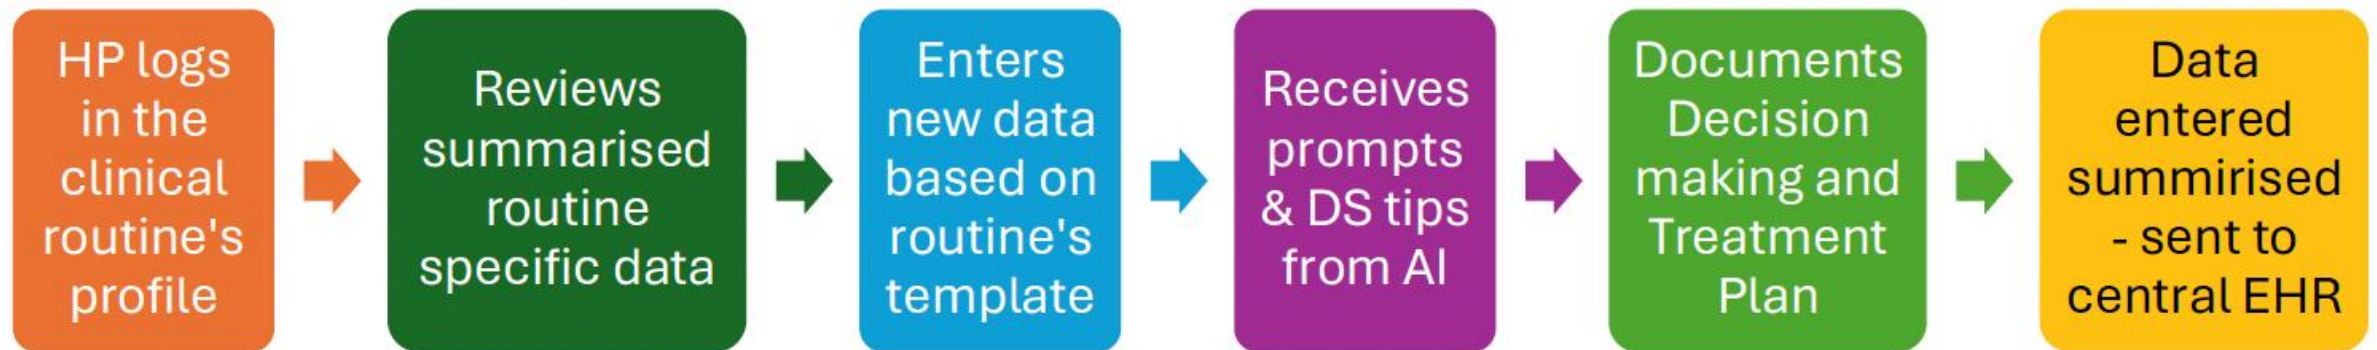 HP logs
in the
clinical
routine's
profile
Reviews
summarised
routine
specific data
Enters
new data
based on
routine's
template
Receives
prompts
& DS tips
from AI
Documents
Decision
making and
Treatment
Plan
Data
entered
summirised
- sent to
central EHR